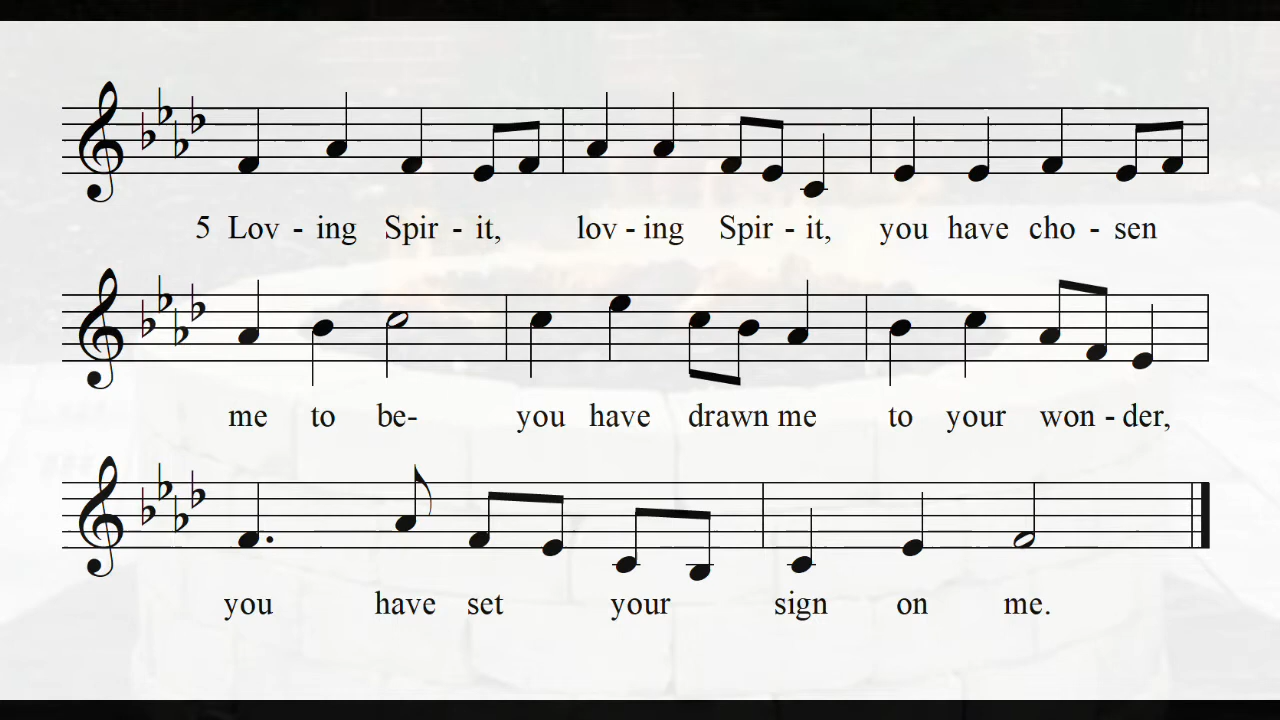 5 Lov - ing Spir - it, lov - ing Spir - it, you have cho - sen
me to be- you have drawn me to your won - der,
you have set your sign on me.